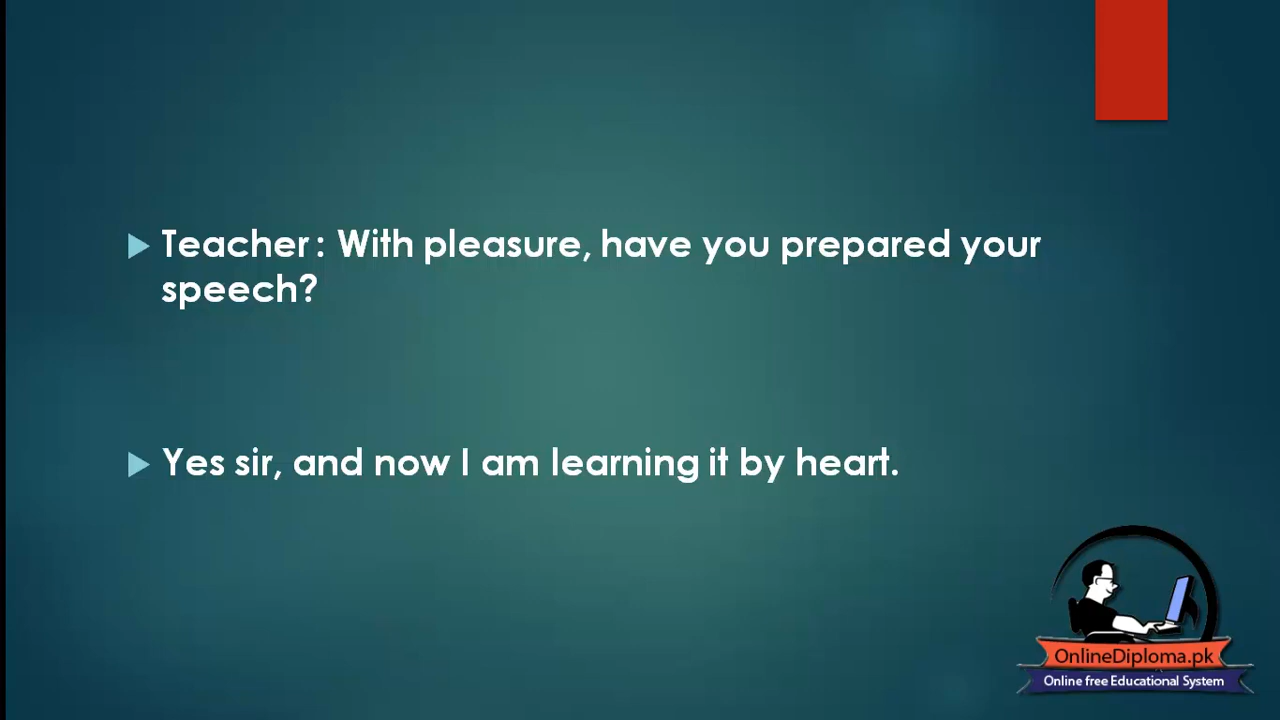 Teacher : With pleasure, have you prepared your
speech?
Yes sir, and now I am learning it by heart.
OnlineDiploma.pk
Online free Educational System